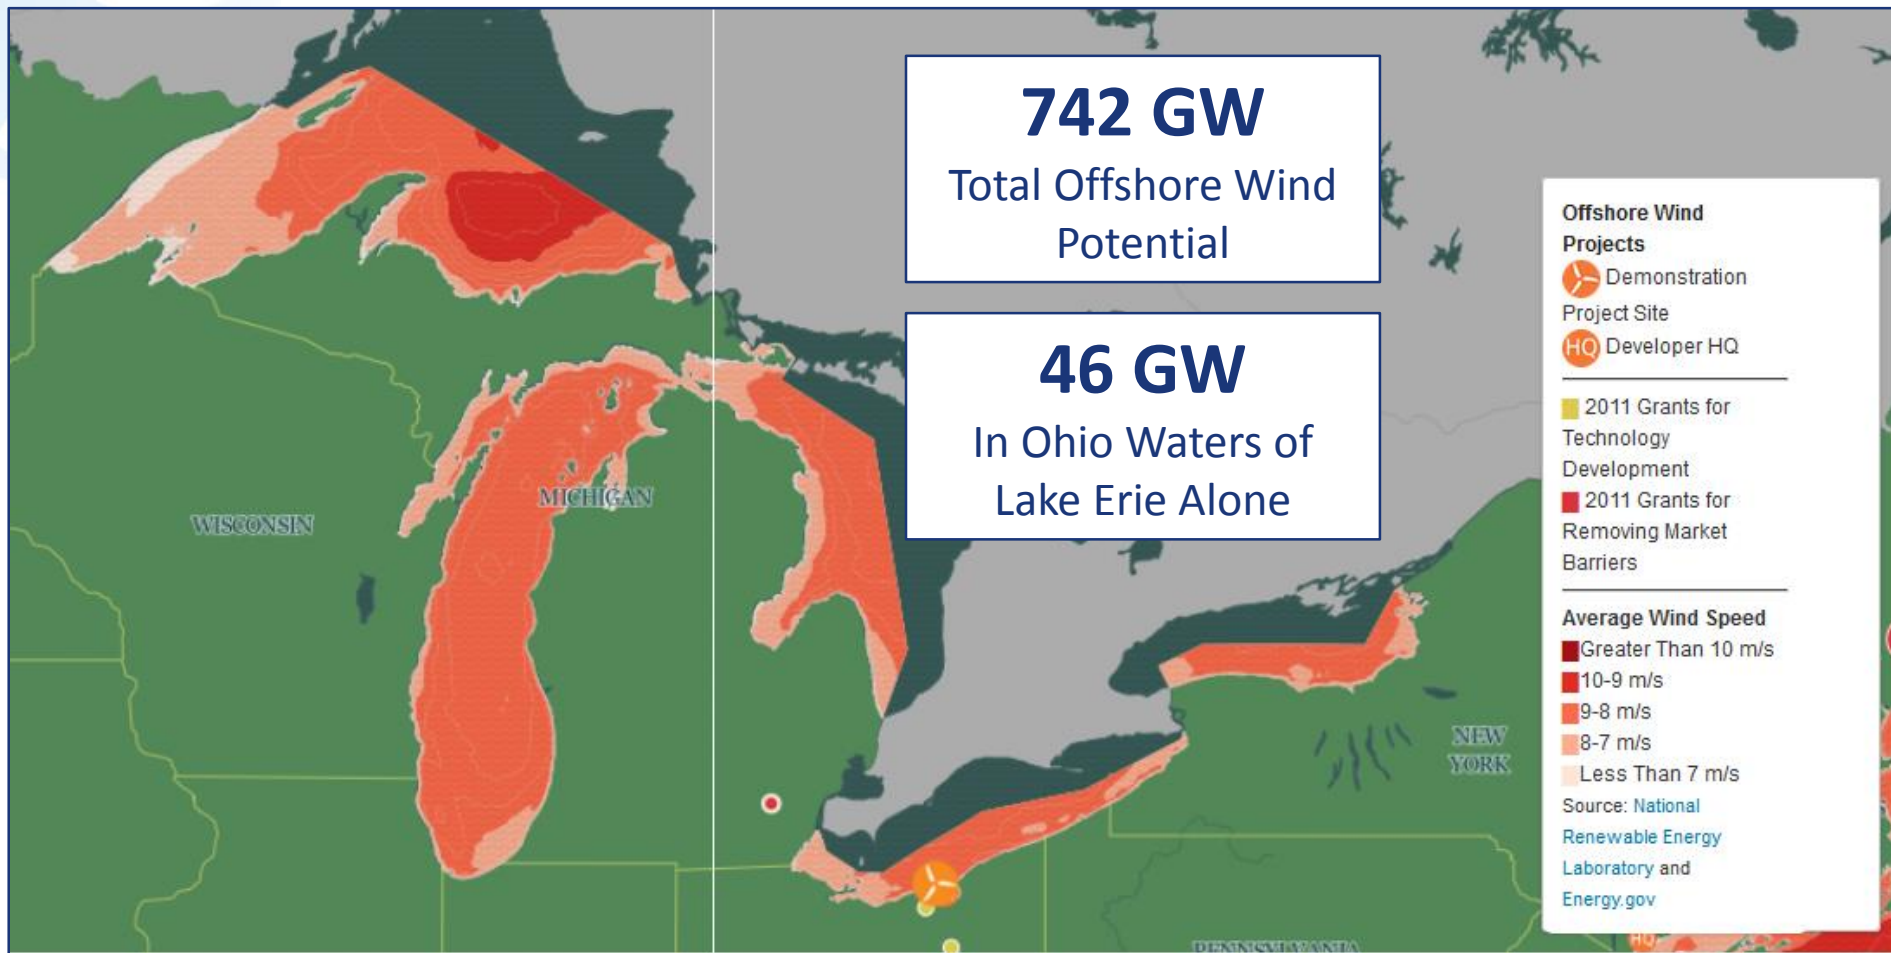 742 GW
Total Offshore Wind
Potential
46 GW
In Ohio Waters of
Lake Erie Alone
WISCONSIN
MICHIGAN
NEW
YORK
PENNSYLVANIA
Offshore Wind
Projects
Demonstration
Project Site
HQ Developer HQ
2011 Grants for
Technology
Development
2011 Grants for
Removing Market
Barriers
Average Wind Speed
Greater Than 10 m/s
10-9 m/s
9-8 m/s
8-7 m/s
Less Than 7 m/s
Source: National
Renewable Energy
Laboratory and
Energy.gov
HQ